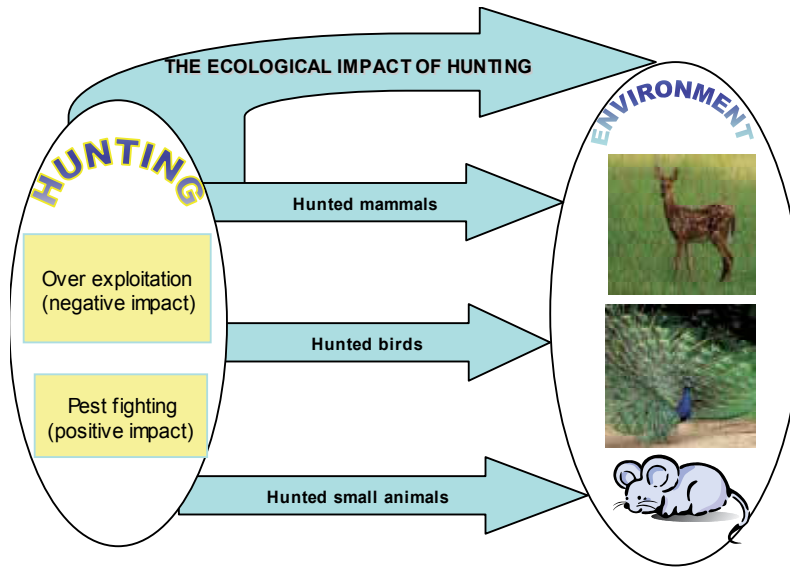 THE ECOLOGICAL IMPACT OF HUNTING
HUNTING
ENVIRONMENT
Hunted mammals
Over exploitation
(negative impact)
Hunted birds
Pest fighting
(positive impact)
Hunted small animals